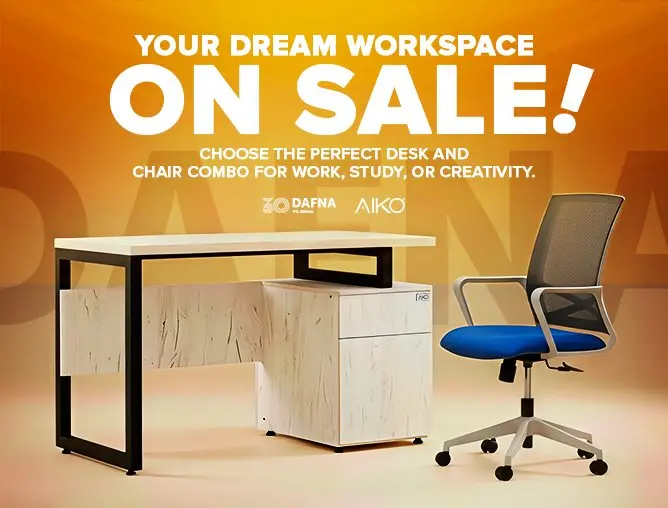 YOUR DREAM WORKSPACE
ON SALE!
CHOOSE THE PERFECT DESK AND
CHAIR COMBO FOR WORK, STUDY, OR CREATIVITY.
30 DAFNA
AIKO
DAFNA
AIKO